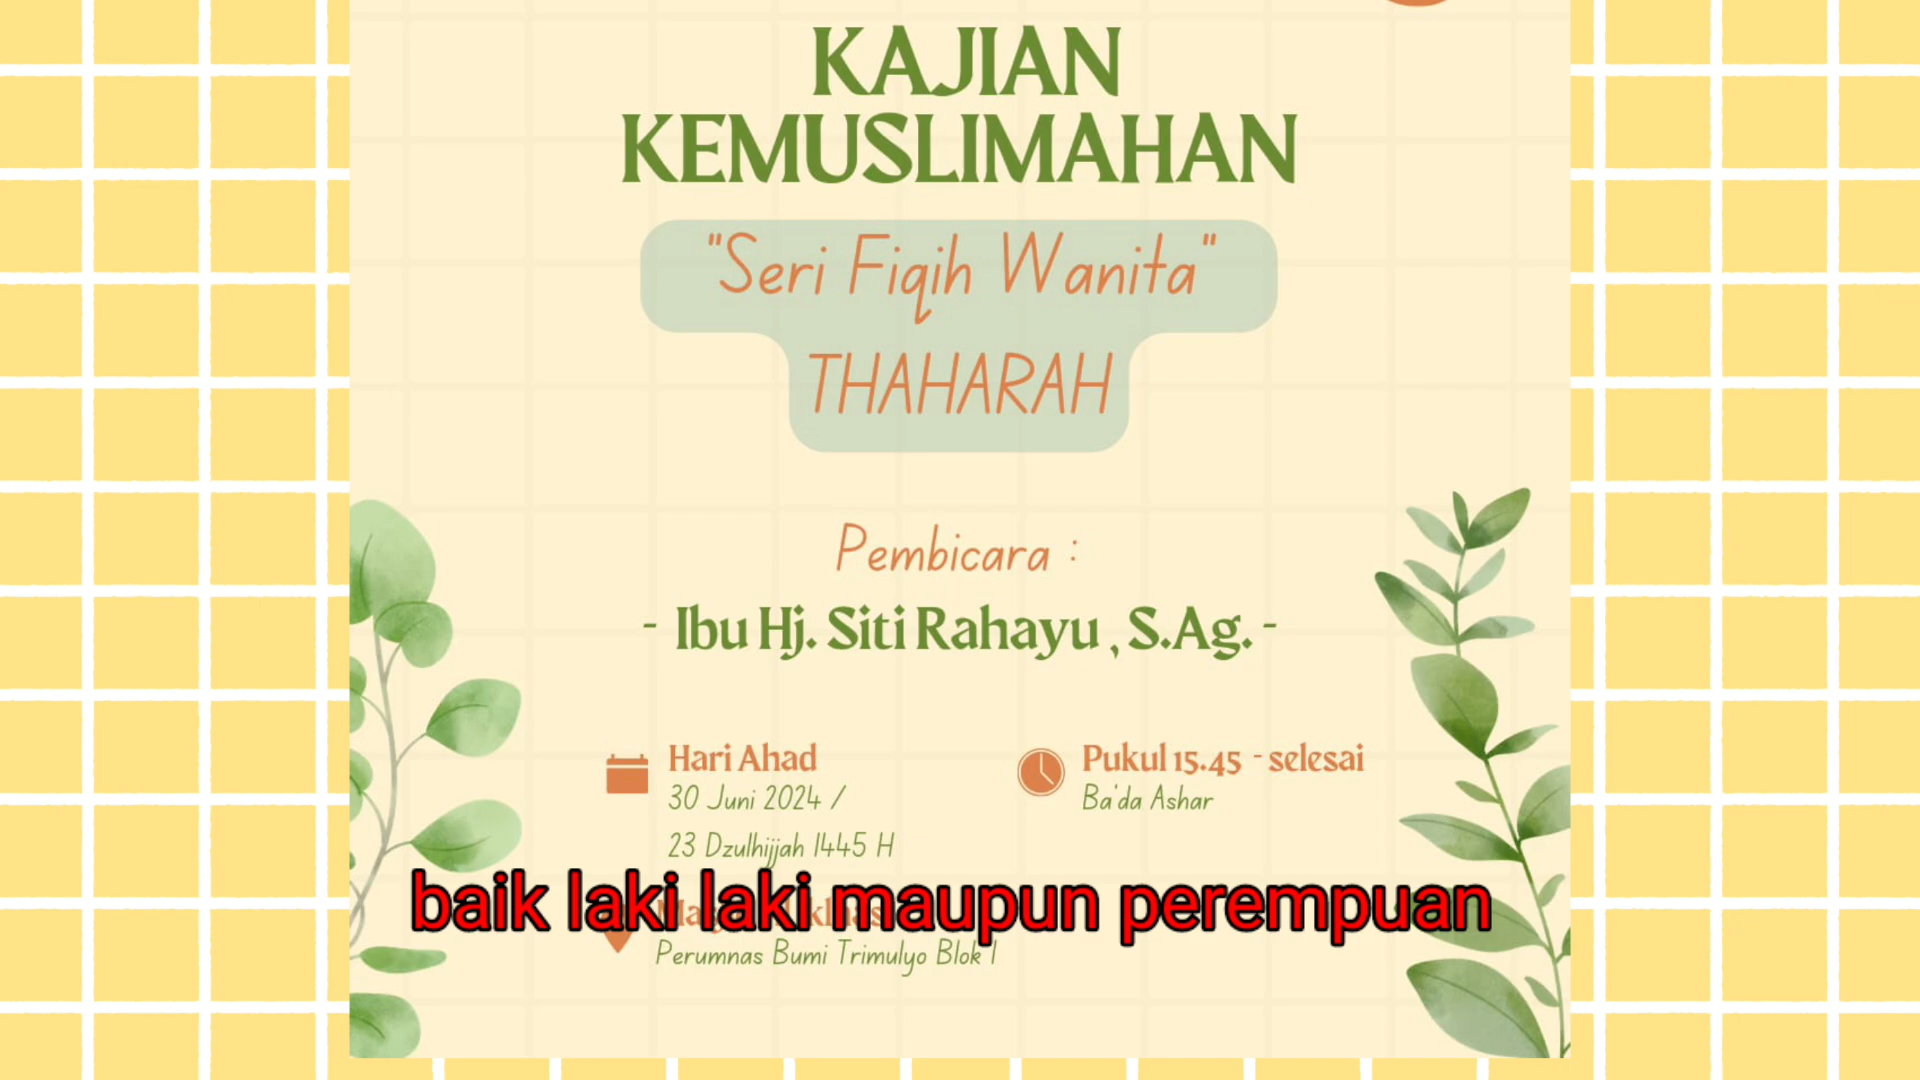 KAJIAN
KEMUSLIMAHAN
"Seri Fiqih Wanita"
THAHARAH
Pembicara :
- Ibu Hj. Siti Rahayu , S.Ag. -
Hari Ahad
30 Juni 2024 /
23 Dzulhijjah 1445 H
Pukul 15.45 - selesai
Ba'da Ashar
baik laki laki maupun perempuan
Perumnas Bumi Trimulyo Blok I